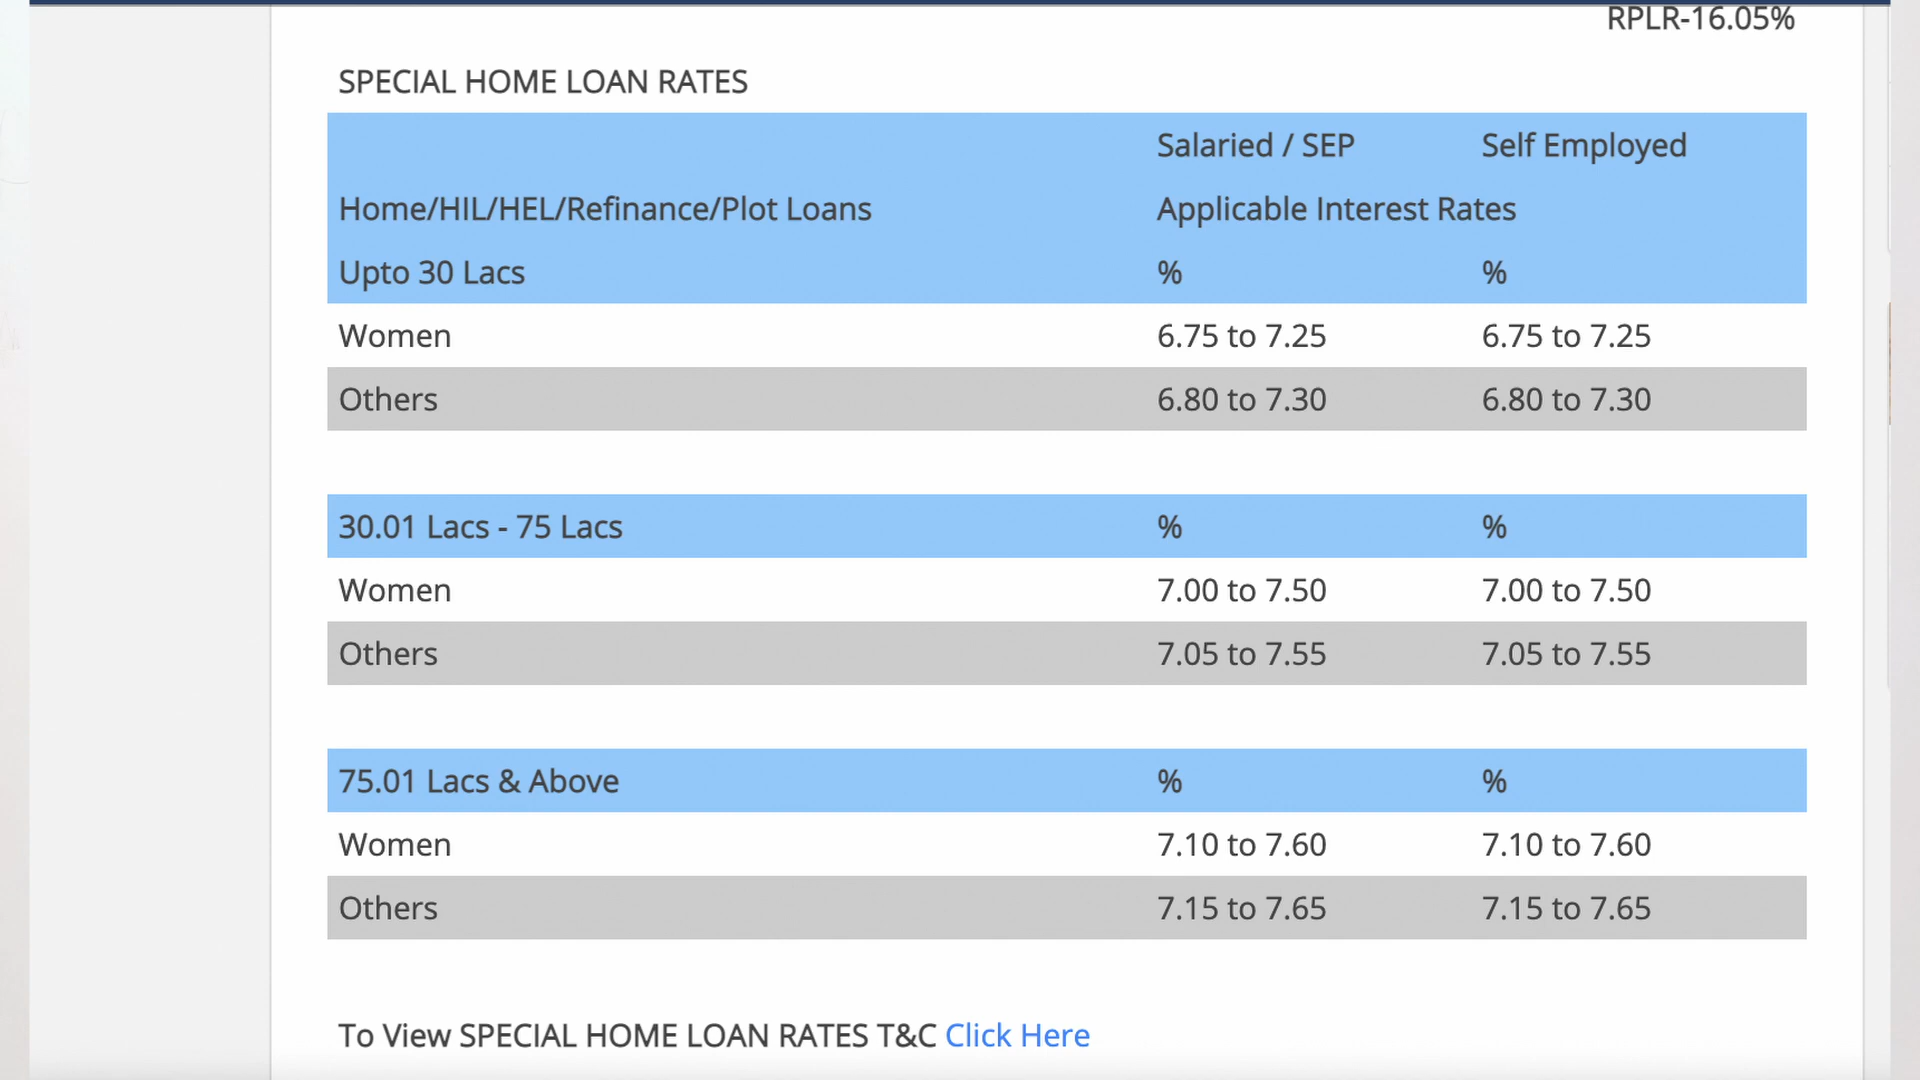 RPLR-16.05%
SPECIAL HOME LOAN RATES
Salaried / SEP Self Employed
Home/HIL/HEL/Refinance/Plot Loans Applicable Interest Rates
Upto 30 Lacs % %
Women 6.75 to 7.25 6.75 to 7.25
Others 6.80 to 7.30 6.80 to 7.30
30.01 Lacs - 75 Lacs % %
Women 7.00 to 7.50 7.00 to 7.50
Others 7.05 to 7.55 7.05 to 7.55
75.01 Lacs & Above % %
Women 7.10 to 7.60 7.10 to 7.60
Others 7.15 to 7.65 7.15 to 7.65
To View SPECIAL HOME LOAN RATES T&C Click Here